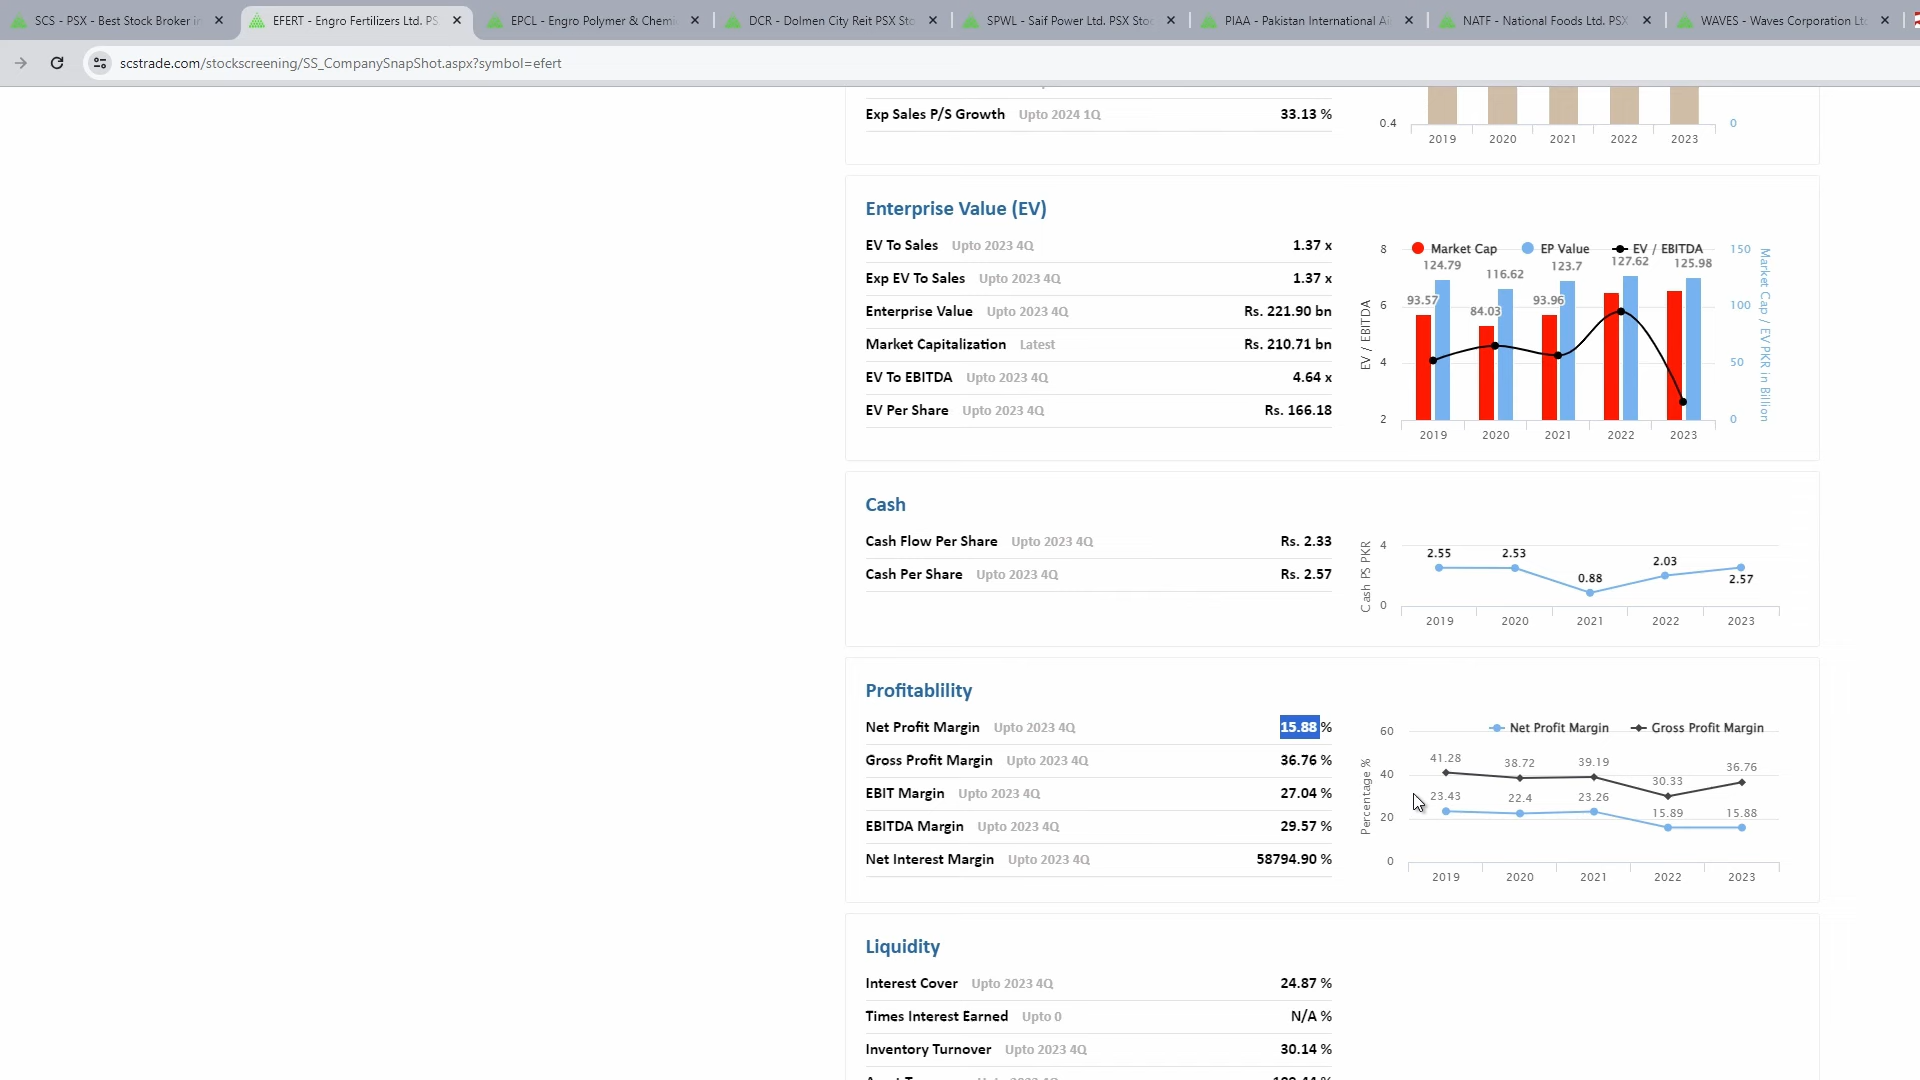 SCS - PSX - Best Stock Broker in
EFERT - Engro Fertilizers Ltd. PS
EPCL - Engro Polymer & Chemi
DCR - Dolmen City Reit PSX Sto
SPWL - Saif Power Ltd. PSX Stoc
PIAA - Pakistan International Ai
NATF - National Foods Ltd. PSX
WAVES - Waves Corporation Ltd
scstrade.com/stockscreening/SS_CompanySnapShot.aspx?symbol=efert
Exp Sales P/S Growth Upto 2024 1Q 33.13 %
0.4 0
2019 2020 2021 2022 2023
Enterprise Value (EV)
EV To Sales Upto 2023 4Q 1.37 x
Exp EV To Sales Upto 2023 4Q 1.37 x
Enterprise Value Upto 2023 4Q Rs. 221.90 bn
Market Capitalization Latest Rs. 210.71 bn
EV To EBITDA Upto 2023 4Q 4.64 x
EV Per Share Upto 2023 4Q Rs. 166.18
Market Cap EP Value EV / EBITDA
8 150
124.79 116.62 123.7 127.62 125.98
93.57 84.03 93.96
6 100
4 50
2 0
EV / EBITDA
Market Cap / EV PKR in Billion
2019 2020 2021 2022 2023
Cash
Cash Flow Per Share Upto 2023 4Q Rs. 2.33
Cash Per Share Upto 2023 4Q Rs. 2.57
Cash PS PKR
4
2.55 2.53 0.88 2.03 2.57
0
2019 2020 2021 2022 2023
Profitablility
Net Profit Margin Upto 2023 4Q 15.88 %
Gross Profit Margin Upto 2023 4Q 36.76 %
EBIT Margin Upto 2023 4Q 27.04 %
EBITDA Margin Upto 2023 4Q 29.57 %
Net Interest Margin Upto 2023 4Q 58794.90 %
Net Profit Margin Gross Profit Margin
Percentage %
60
41.28 38.72 39.19 30.33 36.76
40
23.43 22.4 23.26 15.89 15.88
20
0
2019 2020 2021 2022 2023
Liquidity
Interest Cover Upto 2023 4Q 24.87 %
Times Interest Earned Upto 0 N/A %
Inventory Turnover Upto 2023 4Q 30.14 %